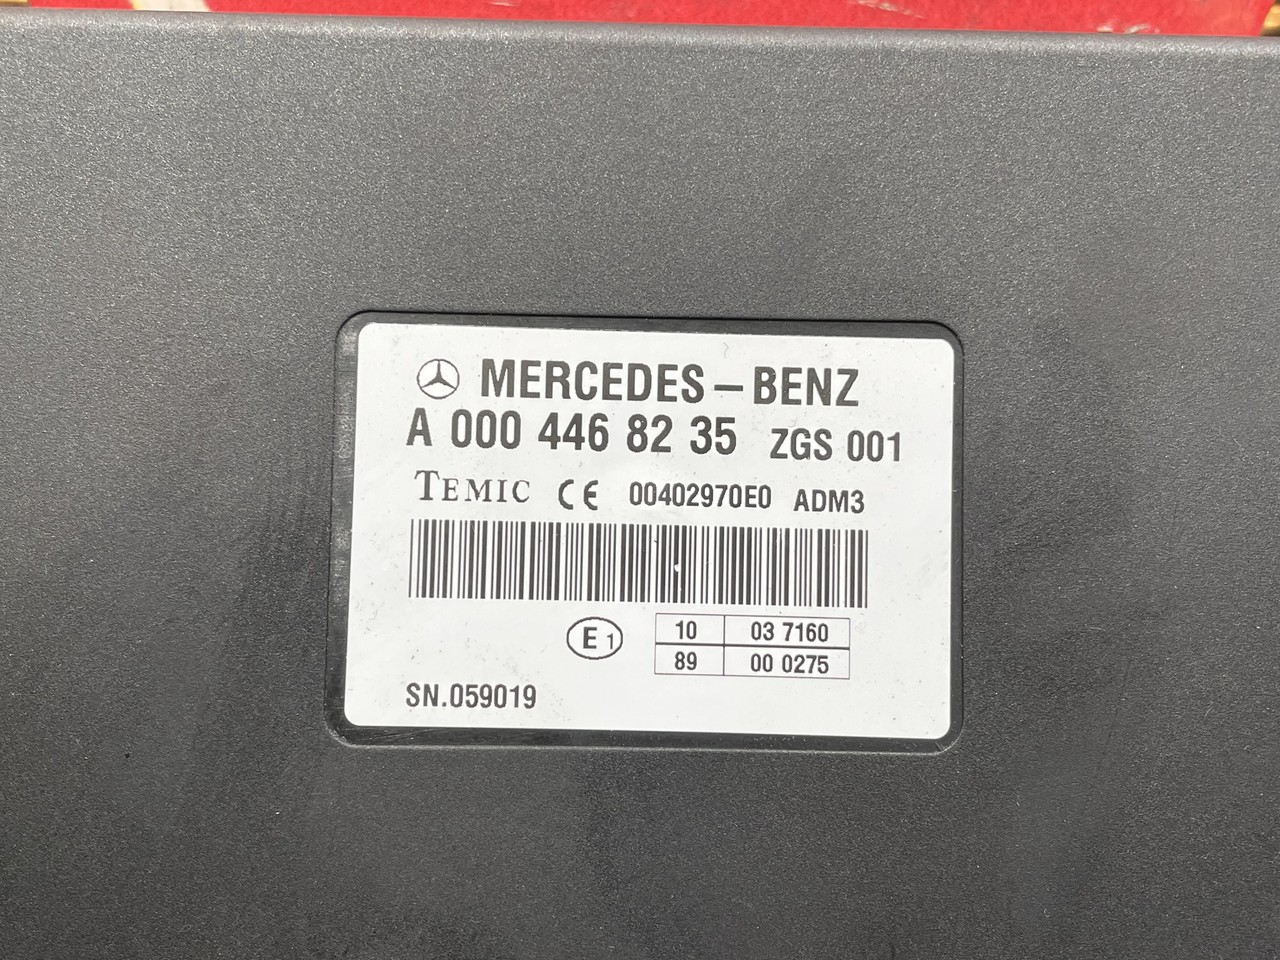 MERCEDES-BENZ
A 000 446 82 35 ZGS 001
TEMIC CE 00402970E0 ADM3
E1 10 03 7160
89 00 0275
SN.059019